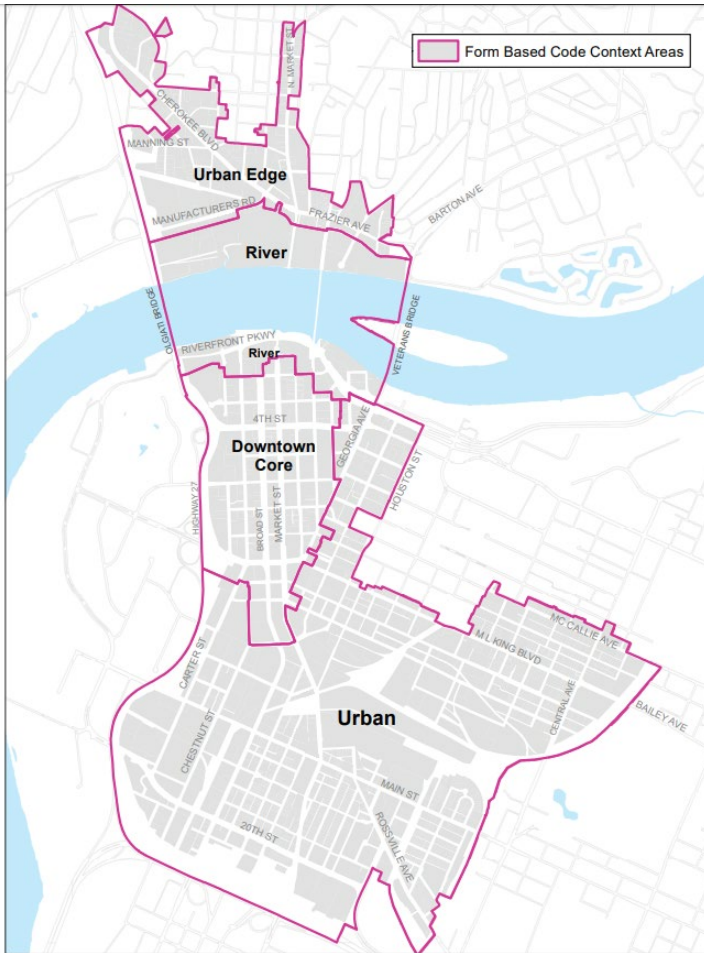 Form Based Code Context Areas
N. MARKET ST
CHEROKEE BLVD
MANNING ST
Urban Edge
MANUFACTURERS RD
FRAZIER AVE
BARTON AVE
River
OLGIATI BRIDGE
VETERANS BRIDGE
RIVERFRONT PKWY
River
4TH ST
GEORGIA AVE
Downtown
Core
HOUSTON ST
HIGHWAY 27
BROAD ST
MARKET ST
MC CALLIE AVE
M L KING BLVD
CARTER ST
CENTRAL AVE
BAILEY AVE
Urban
CHESTNUT ST
MAIN ST
ROSSVILLE AVE
20TH ST